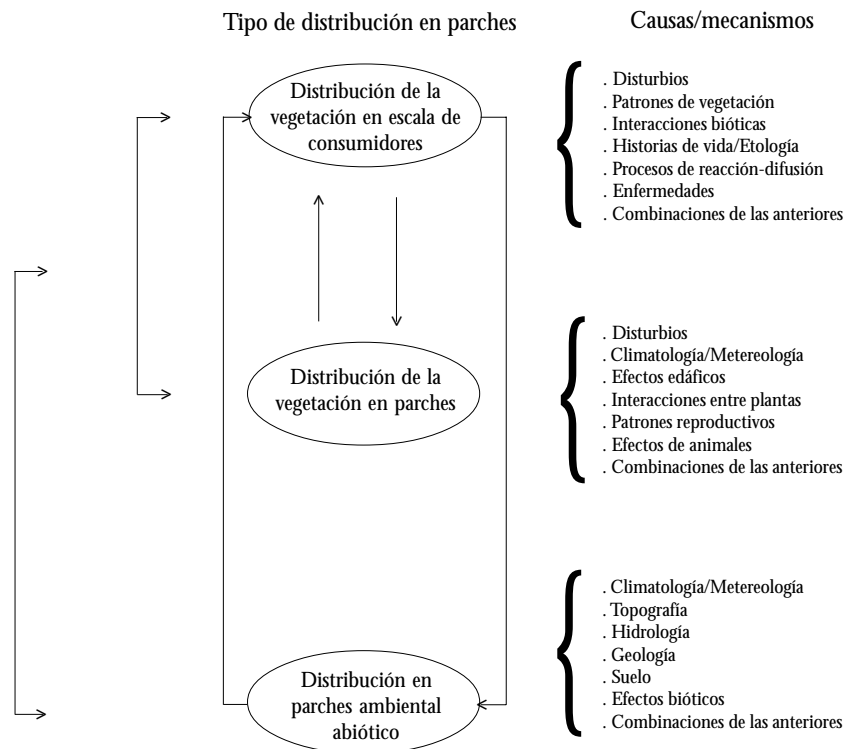 Tipo de distribución en parches
Causas/mecanismos
Distribución de la
vegetación en escala de
consumidores
. Disturbios
. Patrones de vegetación
. Interacciones bióticas
. Historias de vida/Etología
. Procesos de reacción-difusión
. Enfermedades
. Combinaciones de las anteriores
Distribución de la
vegetación en parches
. Disturbios
. Climatología/Metereología
. Efectos edáficos
. Interacciones entre plantas
. Patrones reproductivos
. Efectos de animales
. Combinaciones de las anteriores
Distribución en
parches ambiental
abiótico
. Climatología/Metereología
. Topografía
. Hidrología
. Geología
. Suelo
. Efectos bióticos
. Combinaciones de las anteriores